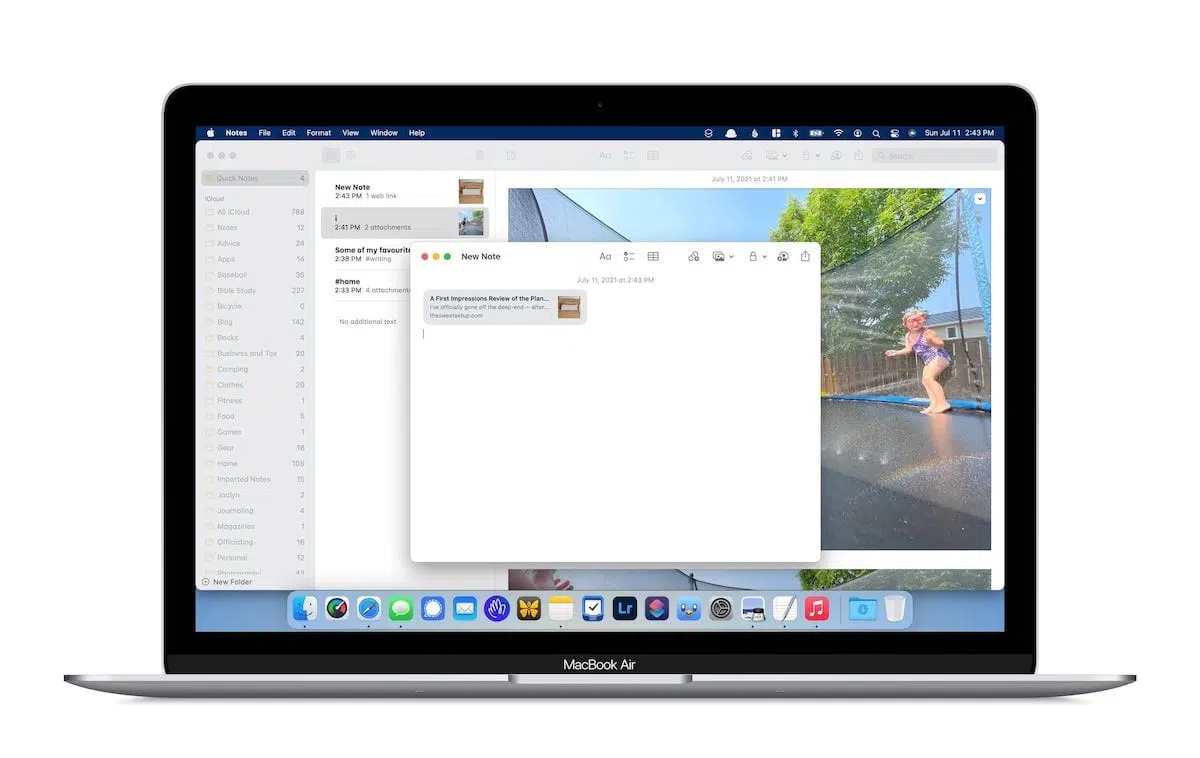 Notes File Edit Format View Window Help Sun Jul 11 2:43 PM
Search
Quick Notes 4
iCloud
All iCloud 788
Notes 12
Advice 24
Apps 14
Baseball 35
Bible Study 227
Bicycle 0
Blog 142
Books 4
Business and Tax 20
Camping 2
Clothes 20
Fitness 1
Food 5
Games 1
Gear 18
Home 105
Imported Notes 15
Jaclyn 2
Journaling 4
Magazines 1
Officiating 16
Personal 12
Photography 42
New Folder
New Note
2:43 PM 1 web link
i
2:41 PM 2 attachments
Some of my favourite
2:38 PM #writing
#home
2:33 PM 4 attachments
No additional text
July 11, 2021 at 2:41 PM
New Note
Aa
July 11, 2021 at 2:43 PM
A First Impressions Review of the Plan...
I've officially gone off the deep-end — after...
thesweetsetup.com
Lr
MacBook Air